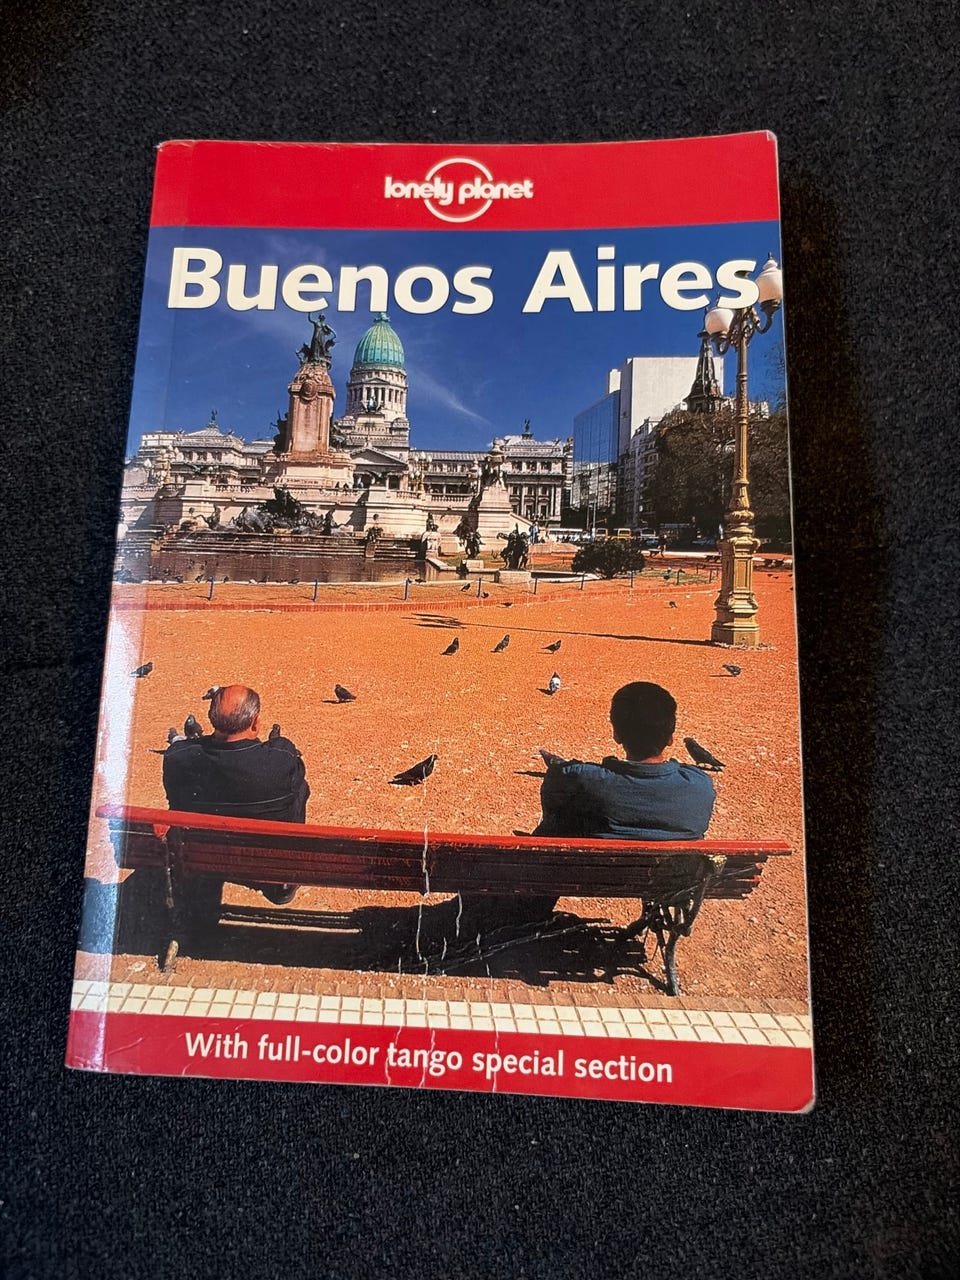 lonely planet
Buenos Aires
With full-color tango special section